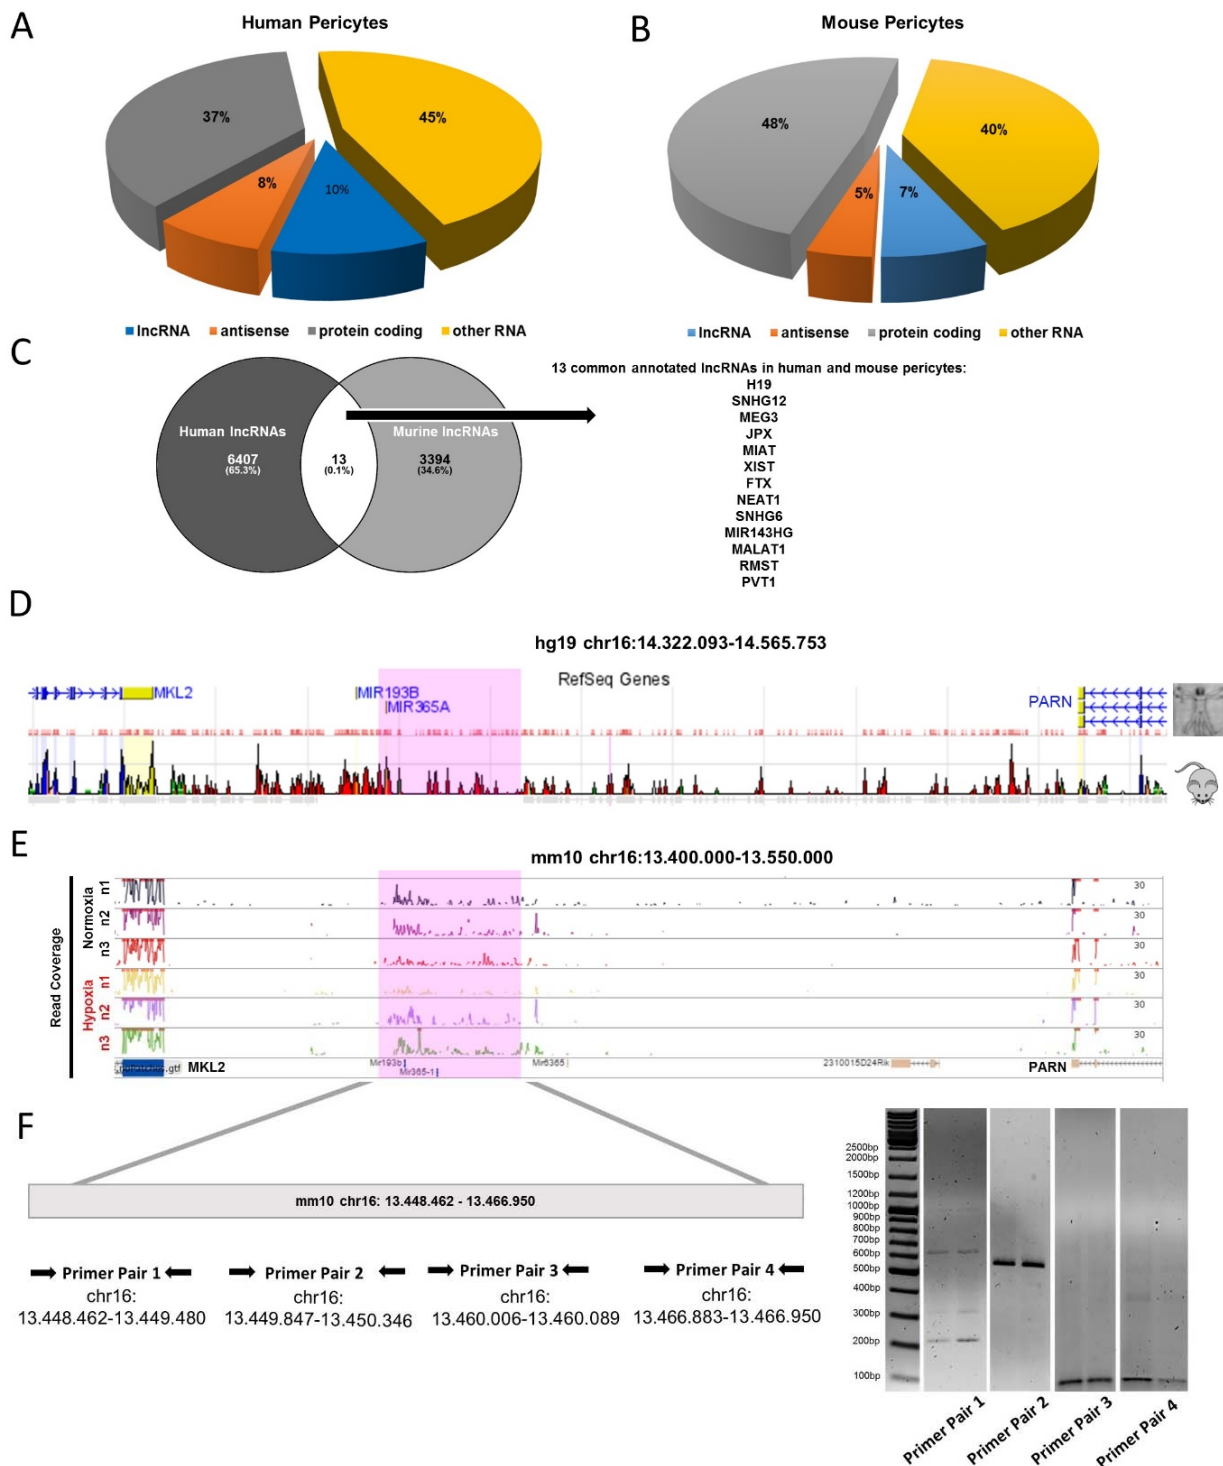 A
Human Pericytes
37%
45%
8%
10%
lncRNA antisense protein coding other RNA
B
Mouse Pericytes
48%
40%
5%
7%
lncRNA antisense protein coding other RNA
C
Human lncRNAs
6407
(65.3%)
13
(0.1%)
Murine lncRNAs
3394
(34.6%)
13 common annotated lncRNAs in human and mouse pericytes:
H19
SNHG12
MEG3
JPX
MIAT
XIST
FTX
NEAT1
SNHG6
MIR143HG
MALAT1
RMST
PVT1
D
hg19 chr16:14.322.093-14.565.753
RefSeq Genes
MKL2
MIR193B
MIR365A
PARN
E
mm10 chr16:13.400.000-13.550.000
Read Coverage
Normoxia
n1
n2
n3
Hypoxia
n1
n2
n3
30
30
30
30
30
30
MKL2
Mir193b
Mir365-1
Mir6365
2310015D24Rik
PARN
F
mm10 chr16: 13.448.462 - 13.466.950
Primer Pair 1
chr16:
13.448.462-13.449.480
Primer Pair 2
chr16:
13.449.847-13.450.346
Primer Pair 3
chr16:
13.460.006-13.460.089
Primer Pair 4
chr16:
13.466.883-13.466.950
2500bp
2000bp
1500bp
1200bp
1000bp
900bp
800bp
700bp
600bp
500bp
400bp
300bp
200bp
100bp
Primer Pair 1
Primer Pair 2
Primer Pair 3
Primer Pair 4